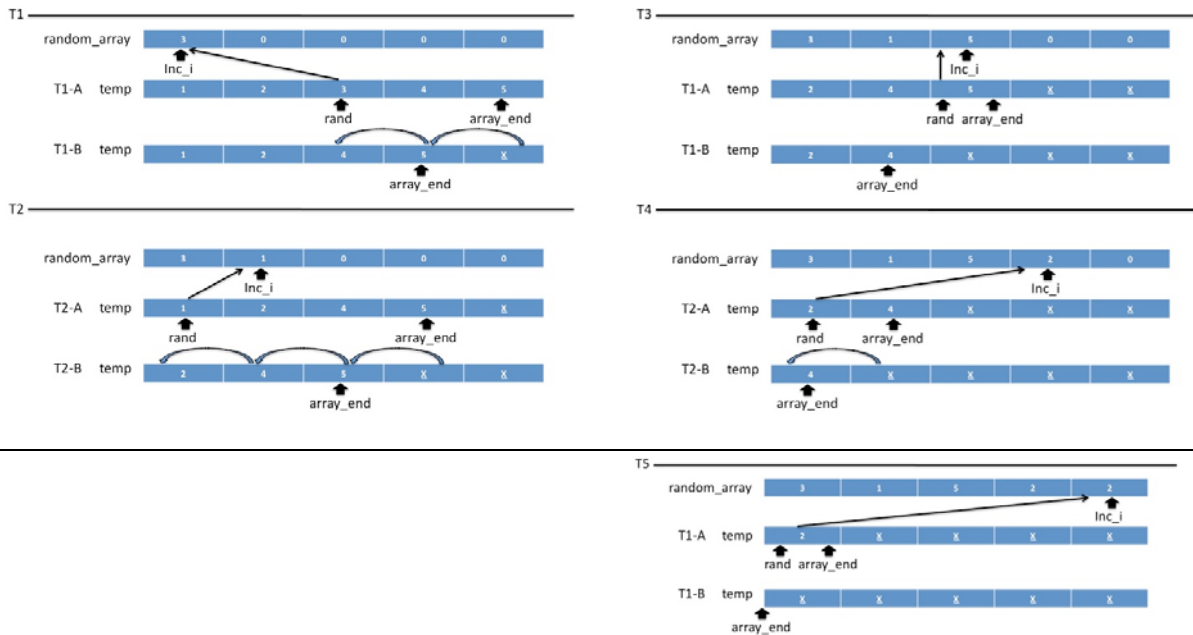 T1
random_array 3 0 0 0 0
Inc_i
T1-A temp 1 2 3 4 5
rand array_end
T1-B temp 1 2 4 5 X
array_end
T2
random_array 3 1 0 0 0
Inc_i
T2-A temp 1 2 4 5 X
rand array_end
T2-B temp 2 4 5 X X
array_end
T3
random_array 3 1 5 0 0
Inc_i
T1-A temp 2 4 5 X X
rand array_end
T1-B temp 2 4 X X X
array_end
T4
random_array 3 1 5 2 0
Inc_i
T2-A temp 2 4 X X X
rand array_end
T2-B temp 4 X X X X
array_end
T5
random_array 3 1 5 2 2
Inc_i
T1-A temp 2 X X X X
rand array_end
T1-B temp X X X X X
array_end